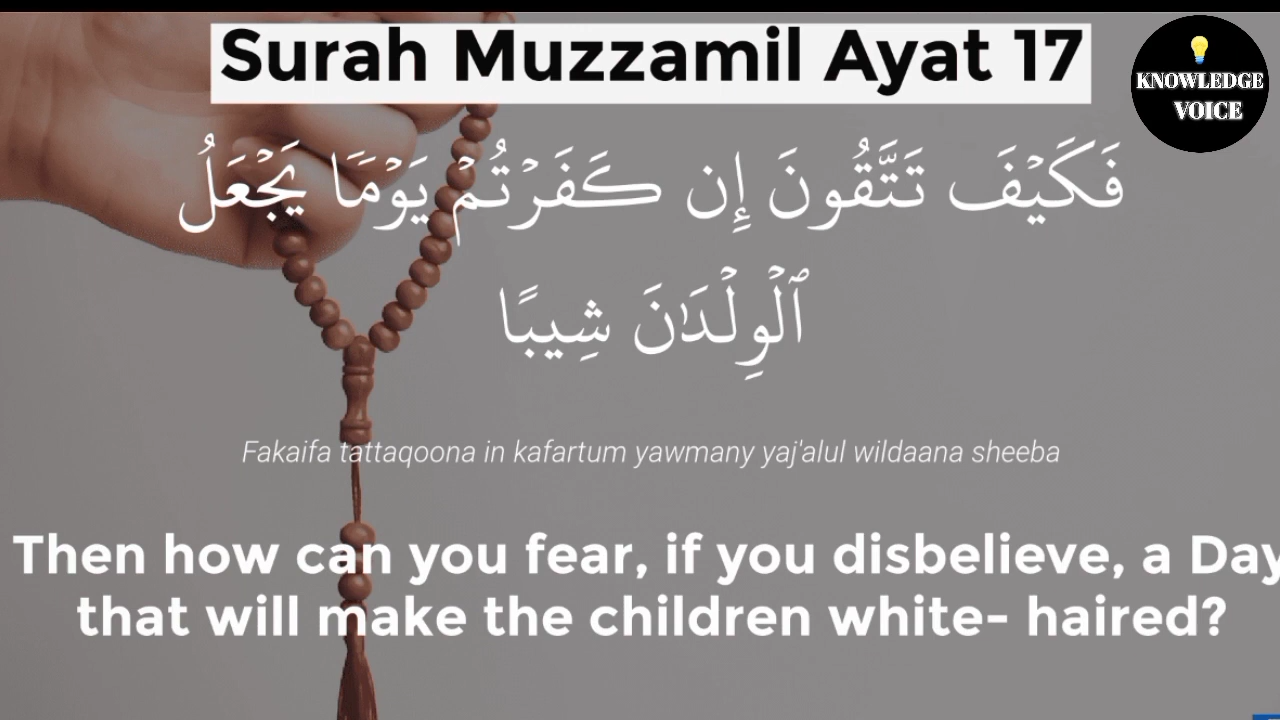 Surah Muzzamil Ayat 17
KNOWLEDGE
VOICE
فَكَيۡفَ تَتَّقُونَ إِن كَفَرۡتُمۡ يَوۡمٗا يَجۡعَلُ
ٱلۡوِلۡدَٰنَ شِيبًا
Fakaifa tattaqoona in kafartum yawmany yaj'alul wildaana sheeba
Then how can you fear, if you disbelieve, a Day
that will make the children white- haired?